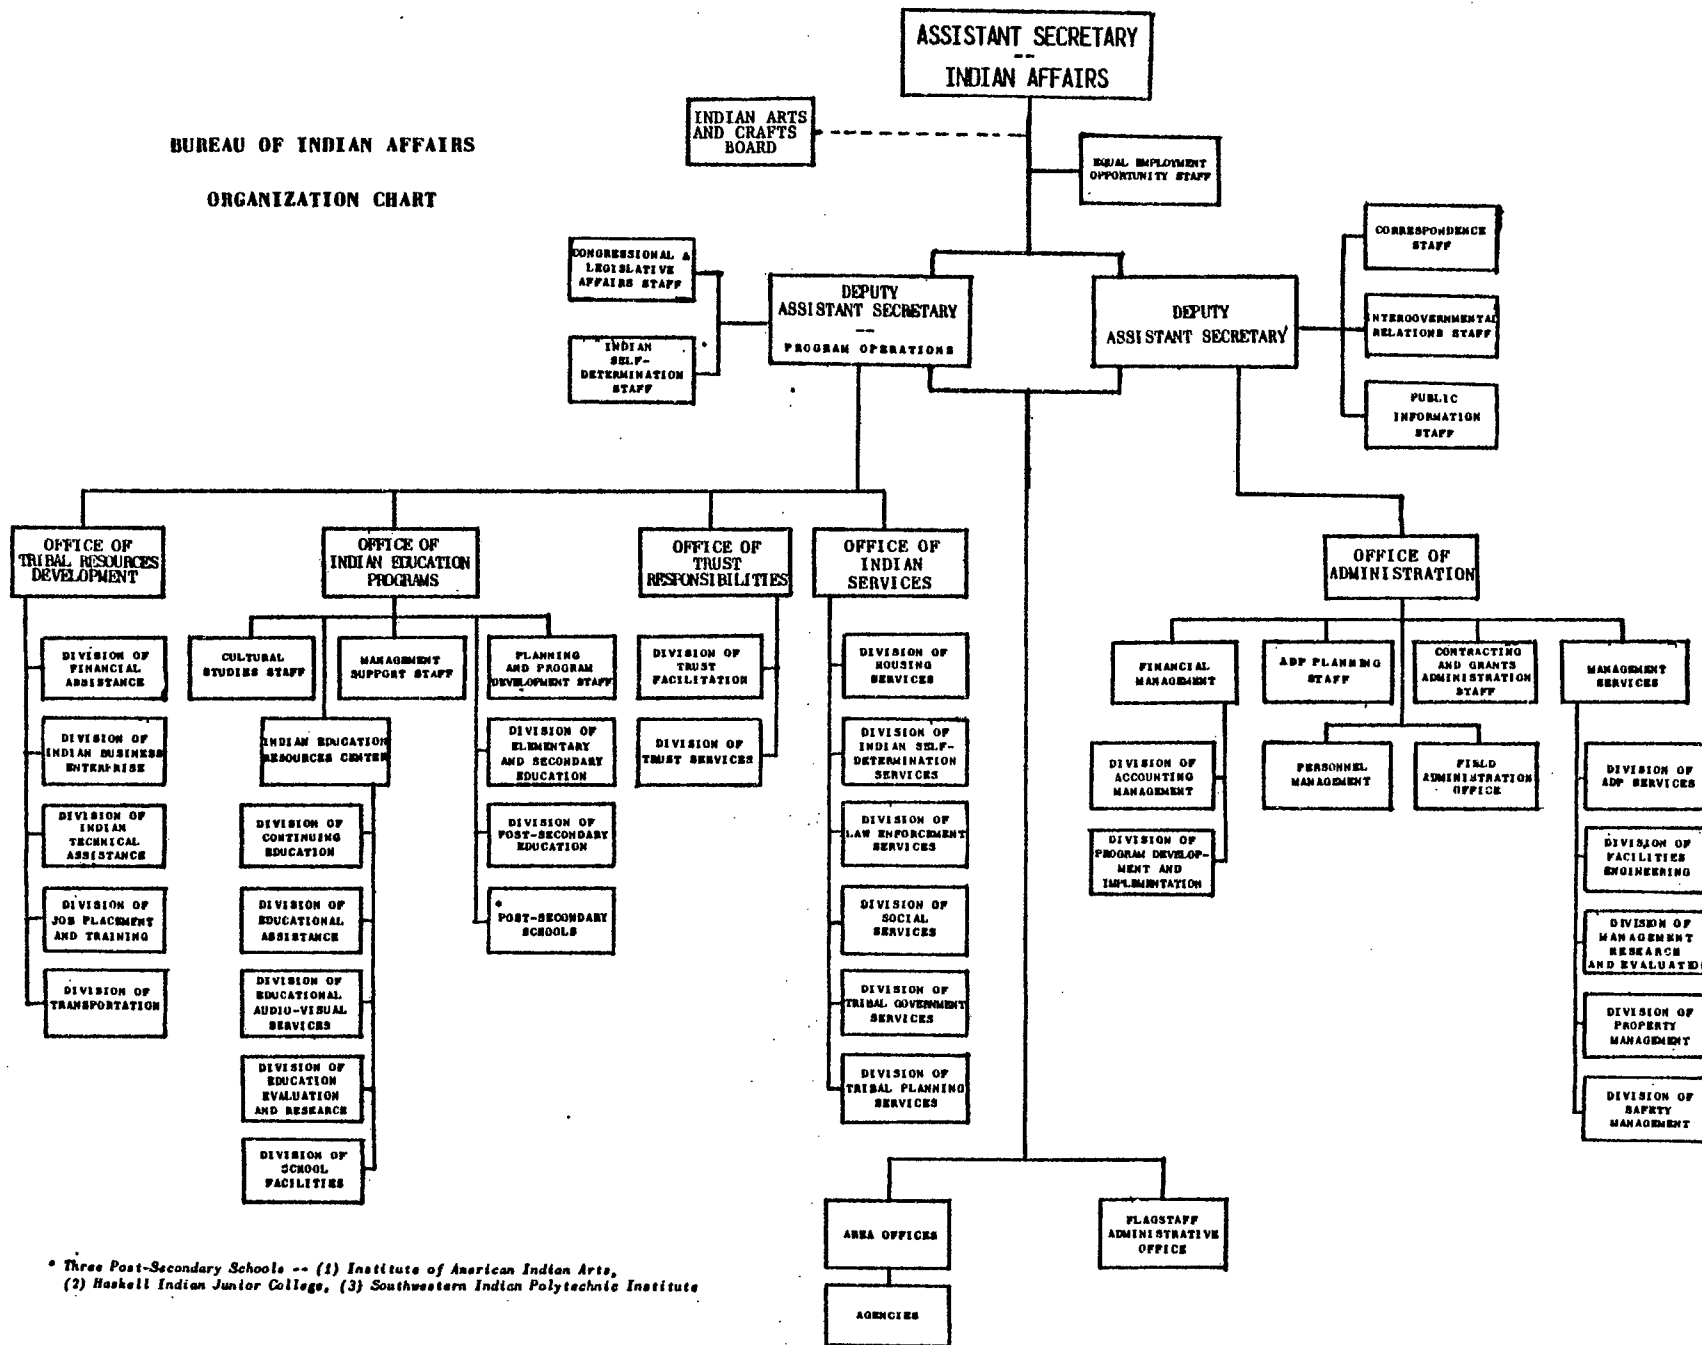 ASSISTANT SECRETARY
--
INDIAN AFFAIRS
INDIAN ARTS
AND CRAFTS
BOARD
BUREAU OF INDIAN AFFAIRS
ORGANIZATION CHART
EQUAL EMPLOYMENT
OPPORTUNITY STAFF
CONGRESSIONAL &
LEGISLATIVE
AFFAIRS STAFF
INDIAN
SELF-
DETERMINATION
STAFF
DEPUTY
ASSISTANT SECRETARY
--
PROGRAM OPERATIONS
DEPUTY
ASSISTANT SECRETARY
CORRESPONDENCE
STAFF
INTERGOVERNMENTAL
RELATIONS STAFF
PUBLIC
INFORMATION
STAFF
OFFICE OF
TRIBAL RESOURCES
DEVELOPMENT
DIVISION OF
FINANCIAL
ASSISTANCE
DIVISION OF
INDIAN BUSINESS
ENTERPRISE
DIVISION OF
INDIAN
TECHNICAL
ASSISTANCE
DIVISION OF
JOB PLACEMENT
AND TRAINING
DIVISION OF
TRANSPORTATION
OFFICE OF
INDIAN EDUCATION
PROGRAMS
CULTURAL
STUDIES STAFF
MANAGEMENT
SUPPORT STAFF
PLANNING
AND PROGRAM
DEVELOPMENT STAFF
INDIAN EDUCATION
RESOURCES CENTER
DIVISION OF
CONTINUING
EDUCATION
DIVISION OF
EDUCATIONAL
ASSISTANCE
DIVISION OF
EDUCATIONAL
AUDIO-VISUAL
SERVICES
DIVISION OF
EDUCATION
EVALUATION
AND RESEARCH
DIVISION OF
SCHOOL
FACILITIES
DIVISION OF
ELEMENTARY
AND SECONDARY
EDUCATION
DIVISION OF
POST-SECONDARY
EDUCATION
*
POST-SECONDARY
SCHOOLS
OFFICE OF
TRUST
RESPONSIBILITIES
DIVISION OF
TRUST
FACILITATION
DIVISION OF
TRUST SERVICES
OFFICE OF
INDIAN
SERVICES
DIVISION OF
HOUSING
SERVICES
DIVISION OF
INDIAN SELF-
DETERMINATION
SERVICES
DIVISION OF
LAW ENFORCEMENT
SERVICES
DIVISION OF
SOCIAL
SERVICES
DIVISION OF
TRIBAL GOVERNMENT
SERVICES
DIVISION OF
TRIBAL PLANNING
SERVICES
OFFICE OF
ADMINISTRATION
FINANCIAL
MANAGEMENT
ADP PLANNING
STAFF
CONTRACTING
AND GRANTS
ADMINISTRATION
STAFF
MANAGEMENT
SERVICES
DIVISION OF
ACCOUNTING
MANAGEMENT
DIVISION OF
PROGRAM DEVELOP-
MENT AND
IMPLEMENTATION
PERSONNEL
MANAGEMENT
FIELD
ADMINISTRATION
OFFICE
DIVISION OF
ADP SERVICES
DIVISION OF
FACILITIES
ENGINEERING
DIVISION OF
MANAGEMENT
RESEARCH
AND EVALUATION
DIVISION OF
PROPERTY
MANAGEMENT
DIVISION OF
SAFETY
MANAGEMENT
AREA OFFICES
AGENCIES
FLAGSTAFF
ADMINISTRATIVE
OFFICE
* Three Post-Secondary Schools -- (1) Institute of American Indian Arts,
(2) Haskell Indian Junior College, (3) Southwestern Indian Polytechnic Institute